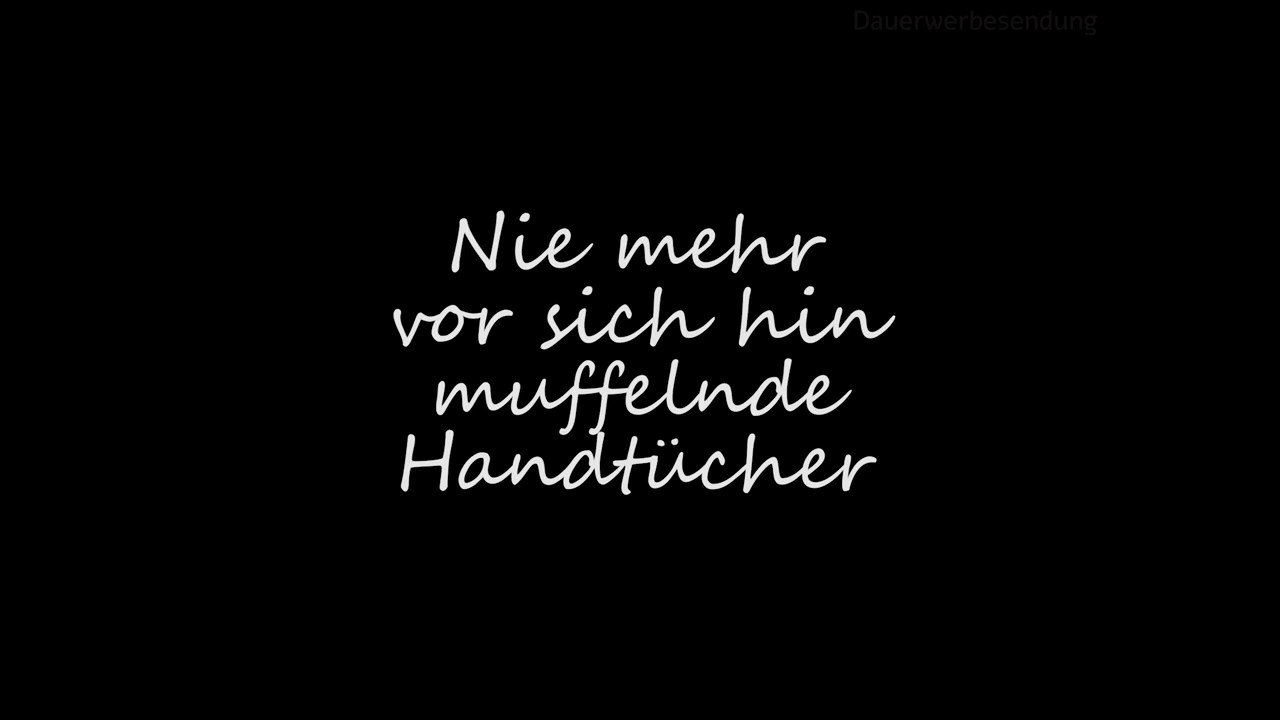 Dauerwerbesendung
Nie mehr
vor sich hin
muffelnde
Handtücher